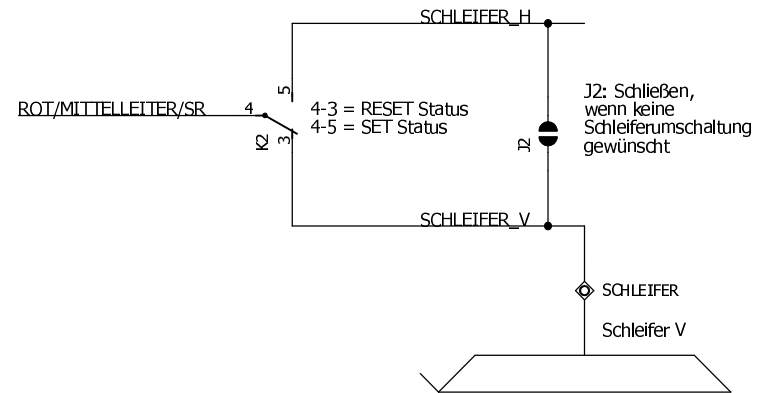 SCHLEIFER_H
5
ROT/MITTELLEITER/SR
4
4-3 = RESET Status
4-5 = SET Status
K2
3
J2
J2: Schließen,
wenn keine
Schleiferumschaltung
gewünscht
SCHLEIFER_V
SCHLEIFER
Schleifer V